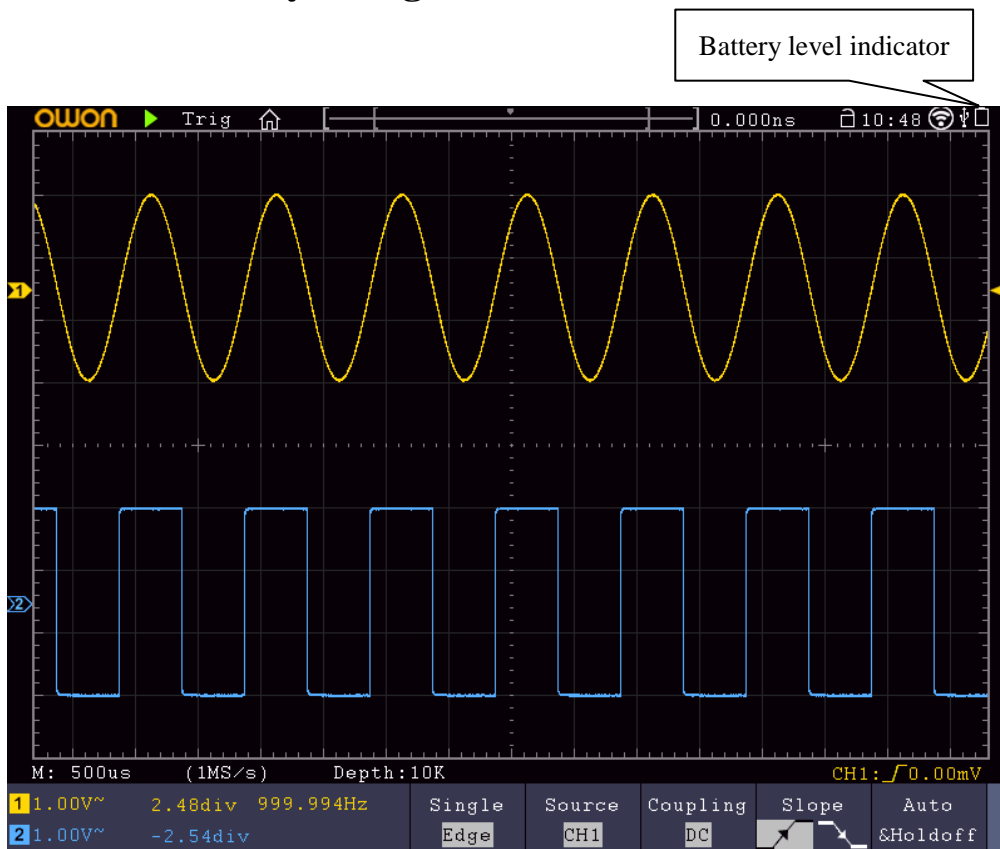 Battery level indicator
OWON Trig 0.000ns 10:48
1
2
M: 500us (1MS/s) Depth:10K CH1: 0.00mV
1 1.00V~ 2.48div 999.994Hz Single Source Coupling Slope Auto
2 1.00V~ -2.54div Edge CH1 DC &Holdoff